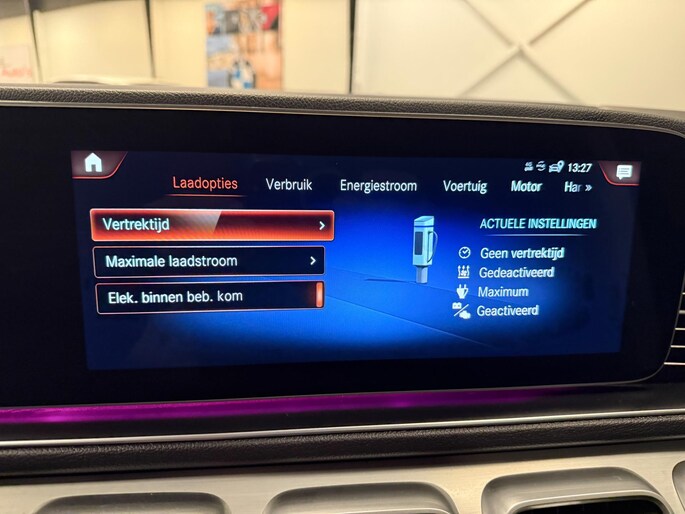 13:27
Laadopties Verbruik Energiestroom Voertuig Motor Har »
Vertrektijd
Maximale laadstroom
Elek. binnen beb. kom
ACTUELE INSTELLINGEN
Geen vertrektijd
Gedeactiveerd
Maximum
Geactiveerd